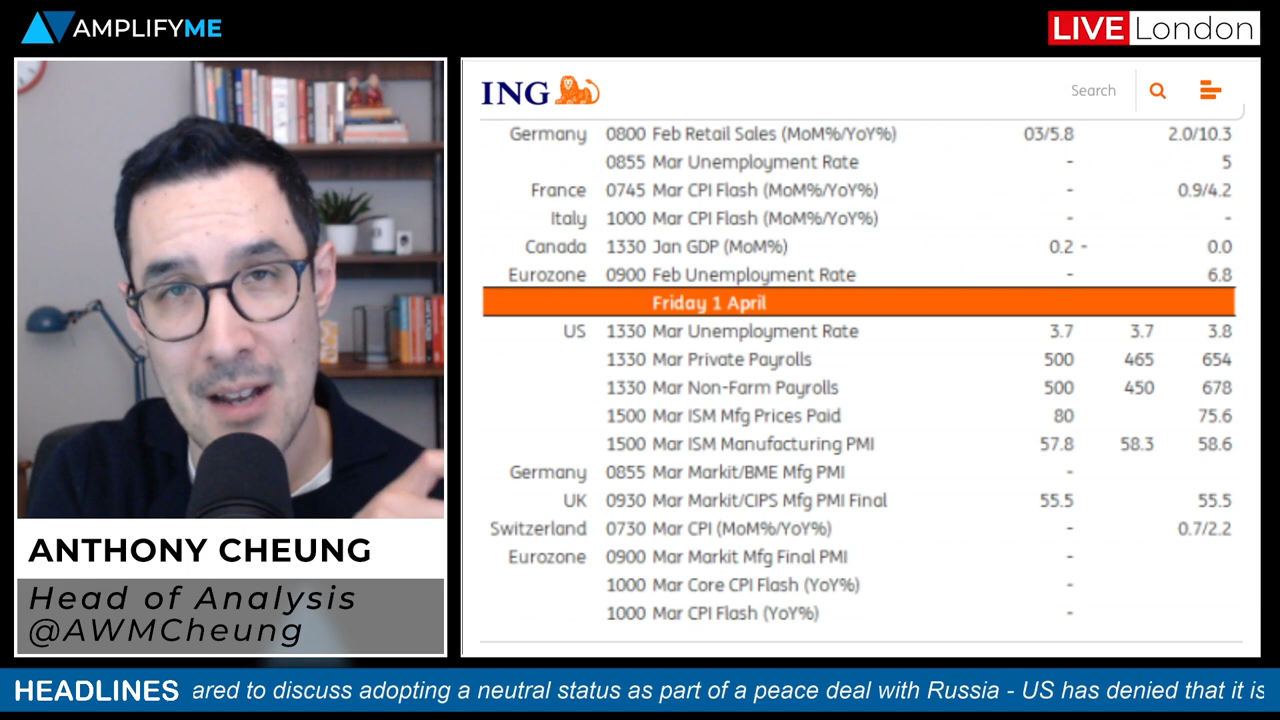 AMPLIFYME
LIVE London
ING
Search
Germany 0800 Feb Retail Sales (MoM%/YoY%) 03/5.8 2.0/10.3
0855 Mar Unemployment Rate - 5
France 0745 Mar CPI Flash (MoM%/YoY%) - 0.9/4.2
Italy 1000 Mar CPI Flash (MoM%/YoY%) - -
Canada 1330 Jan GDP (MoM%) 0.2 - 0.0
Eurozone 0900 Feb Unemployment Rate - 6.8
Friday 1 April
US 1330 Mar Unemployment Rate 3.7 3.7 3.8
1330 Mar Private Payrolls 500 465 654
1330 Mar Non-Farm Payrolls 500 450 678
1500 Mar ISM Mfg Prices Paid 80 75.6
1500 Mar ISM Manufacturing PMI 57.8 58.3 58.6
Germany 0855 Mar Markit/BME Mfg PMI -
UK 0930 Mar Markit/CIPS Mfg PMI Final 55.5 55.5
Switzerland 0730 Mar CPI (MoM%/YoY%) - 0.7/2.2
Eurozone 0900 Mar Markit Mfg Final PMI -
1000 Mar Core CPI Flash (YoY%) -
1000 Mar CPI Flash (YoY%) -
ANTHONY CHEUNG
Head of Analysis
@AWMCheung
HEADLINES ared to discuss adopting a neutral status as part of a peace deal with Russia - US has denied that it is